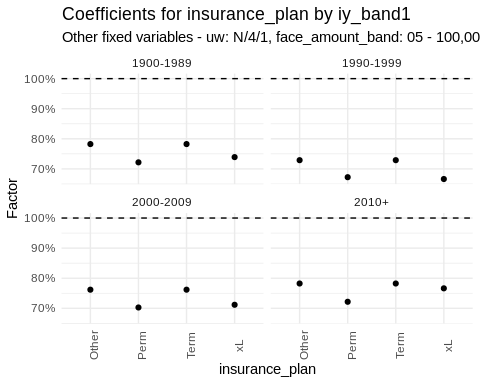 Coefficients for insurance_plan by iy_band1
Other fixed variables - uw: N/4/1, face_amount_band: 05 - 100,00
1900-1989
1990-1999
100%
90%
80%
70%
2000-2009
2010+
100%
90%
80%
70%
Factor
Other
Perm
Term
xL
Other
Perm
Term
xL
insurance_plan